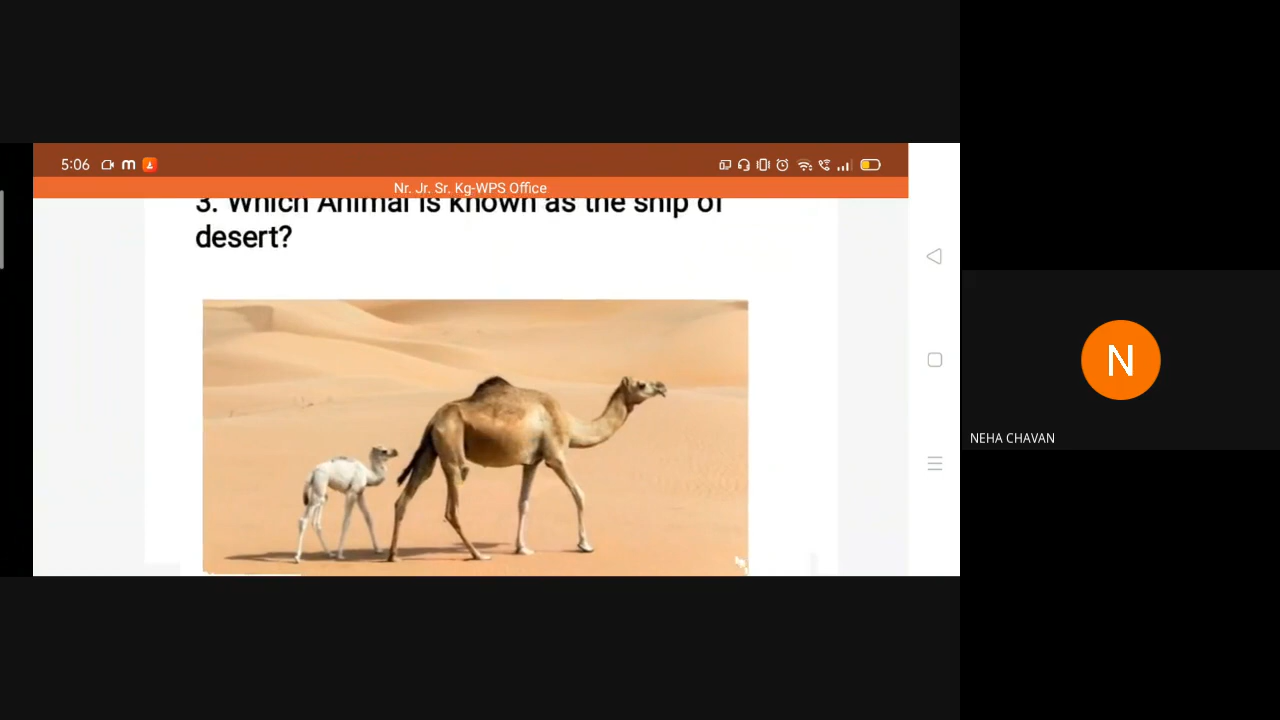 5:06
Nr. Jr. Sr. Kg-WPS Office
3. Which Animal is known as the ship of
desert?
N
NEHA CHAVAN